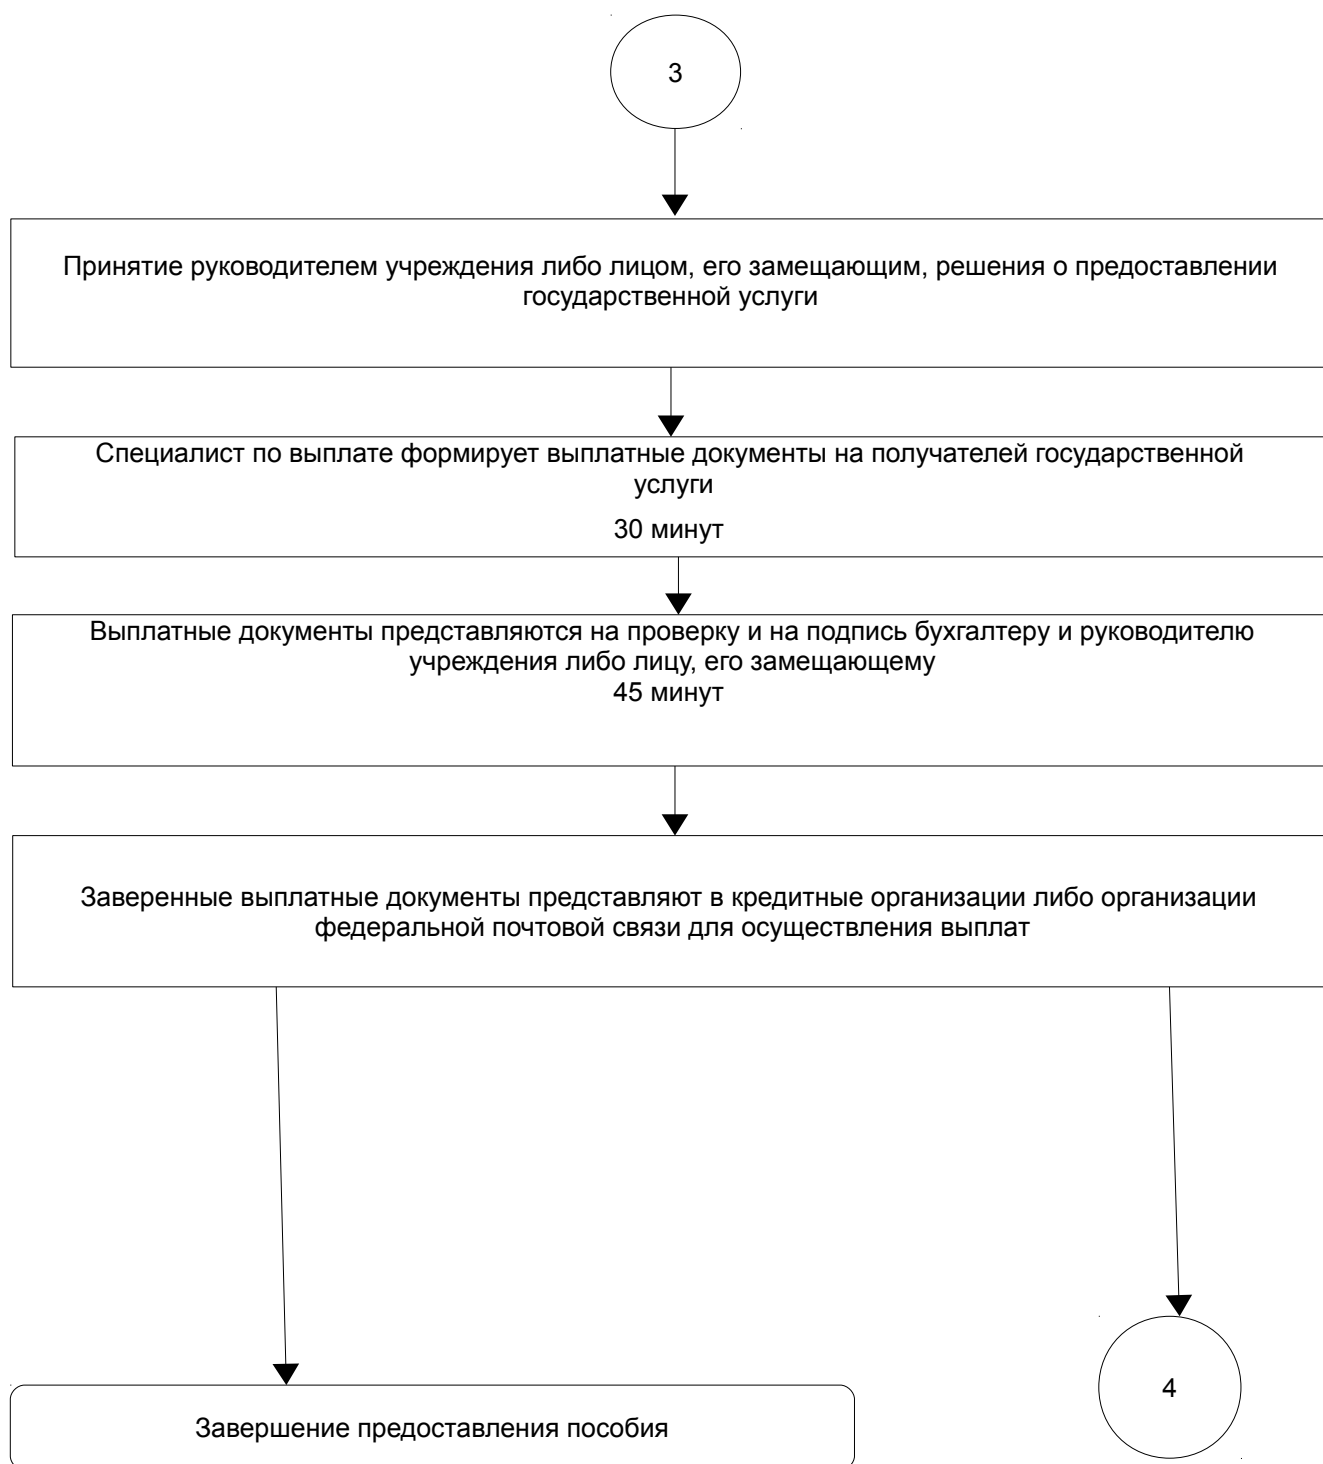 3
Принятие руководителем учреждения либо лицом, его замещающим, решения о предоставлении
государственной услуги
Специалист по выплате формирует выплатные документы на получателей государственной
услуги
30 минут
Выплатные документы представляются на проверку и на подпись бухгалтеру и руководителю
учреждения либо лицу, его замещающему
45 минут
Заверенные выплатные документы представляют в кредитные организации либо организации
федеральной почтовой связи для осуществления выплат
4
Завершение предоставления пособия